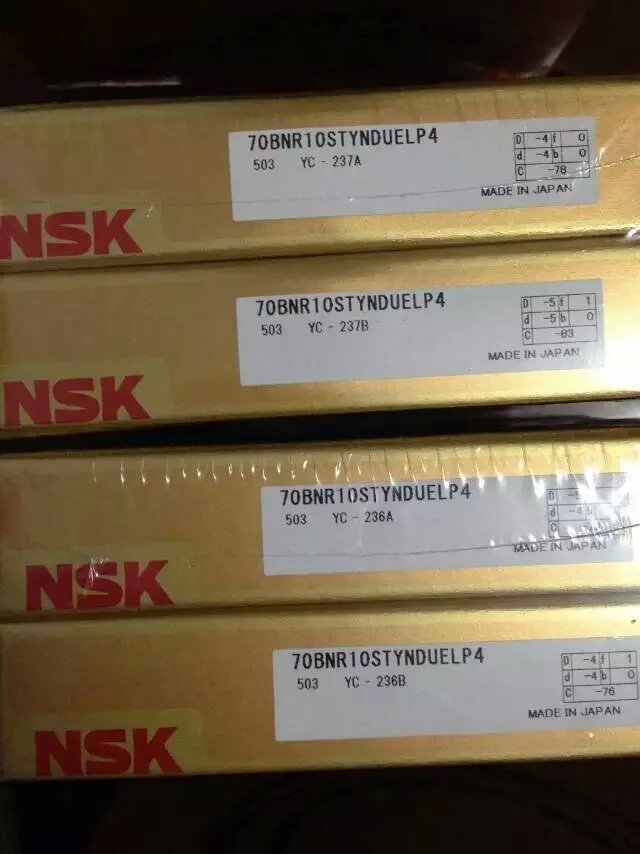 70BNR10STYNDUELP4
503 YC - 237A
D -4 f 0
d -4 b 0
C -78
MADE IN JAPAN
NSK
70BNR10STYNDUELP4
503 YC - 237B
D -5 f 1
d -5 b 0
C -83
MADE IN JAPAN
NSK
70BNR10STYNDUELP4
503 YC - 236A
D
d -4 b
C
MADE IN JAPAN
NSK
70BNR10STYNDUELP4
503 YC - 236B
D -4 f 1
d -4 b 0
C -76
MADE IN JAPAN
NSK